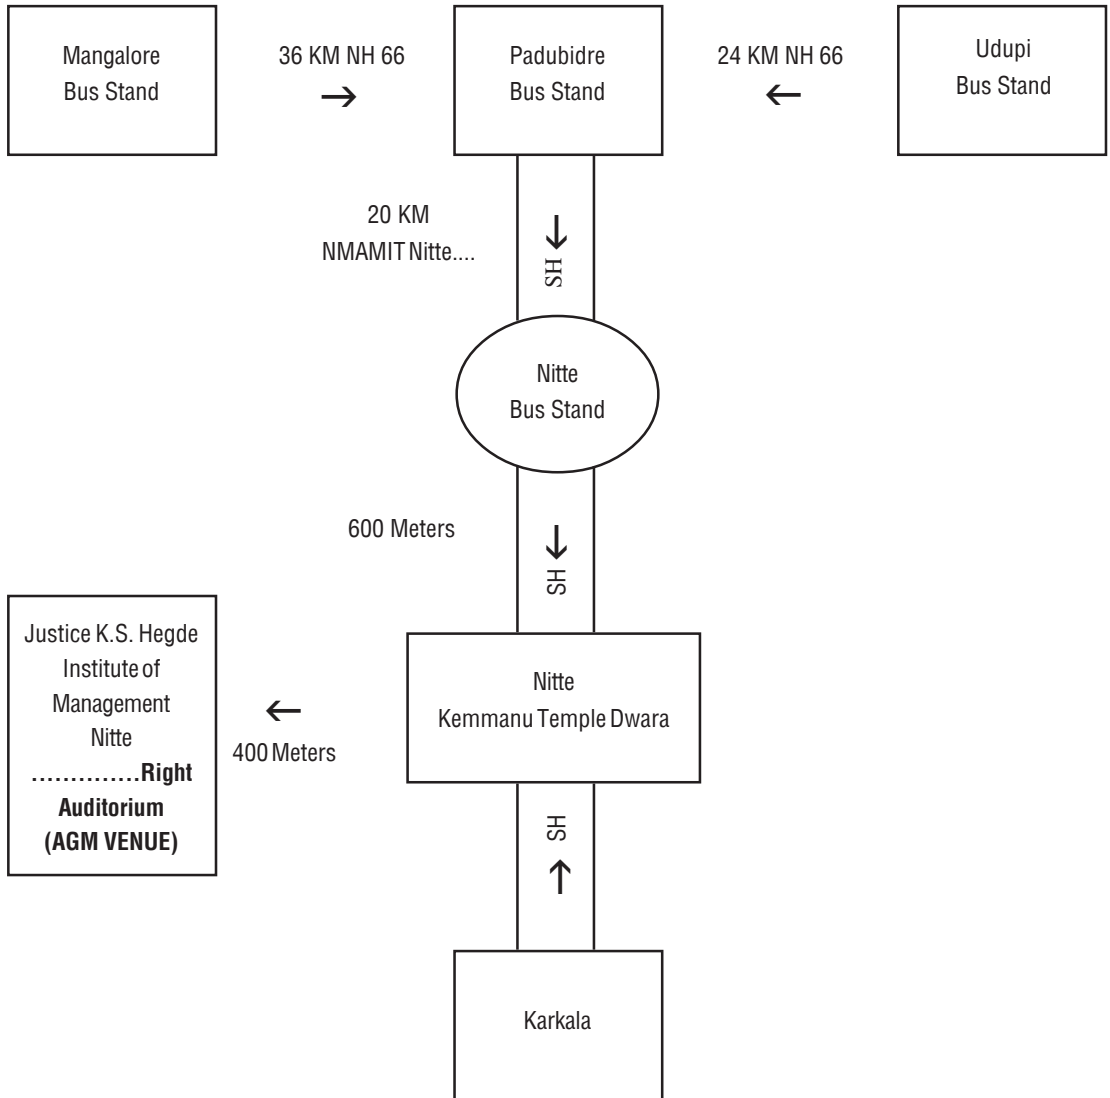 Mangalore
Bus Stand
36 KM NH 66
→
Padubidre
Bus Stand
24 KM NH 66
←
Udupi
Bus Stand
20 KM
NMAMIT Nitte....
SH
Nitte
Bus Stand
600 Meters
SH
Justice K.S. Hegde
Institute of
Management
Nitte
..............Right
Auditorium
(AGM VENUE)
←
400 Meters
Nitte
Kemmanu Temple Dwara
SH
Karkala